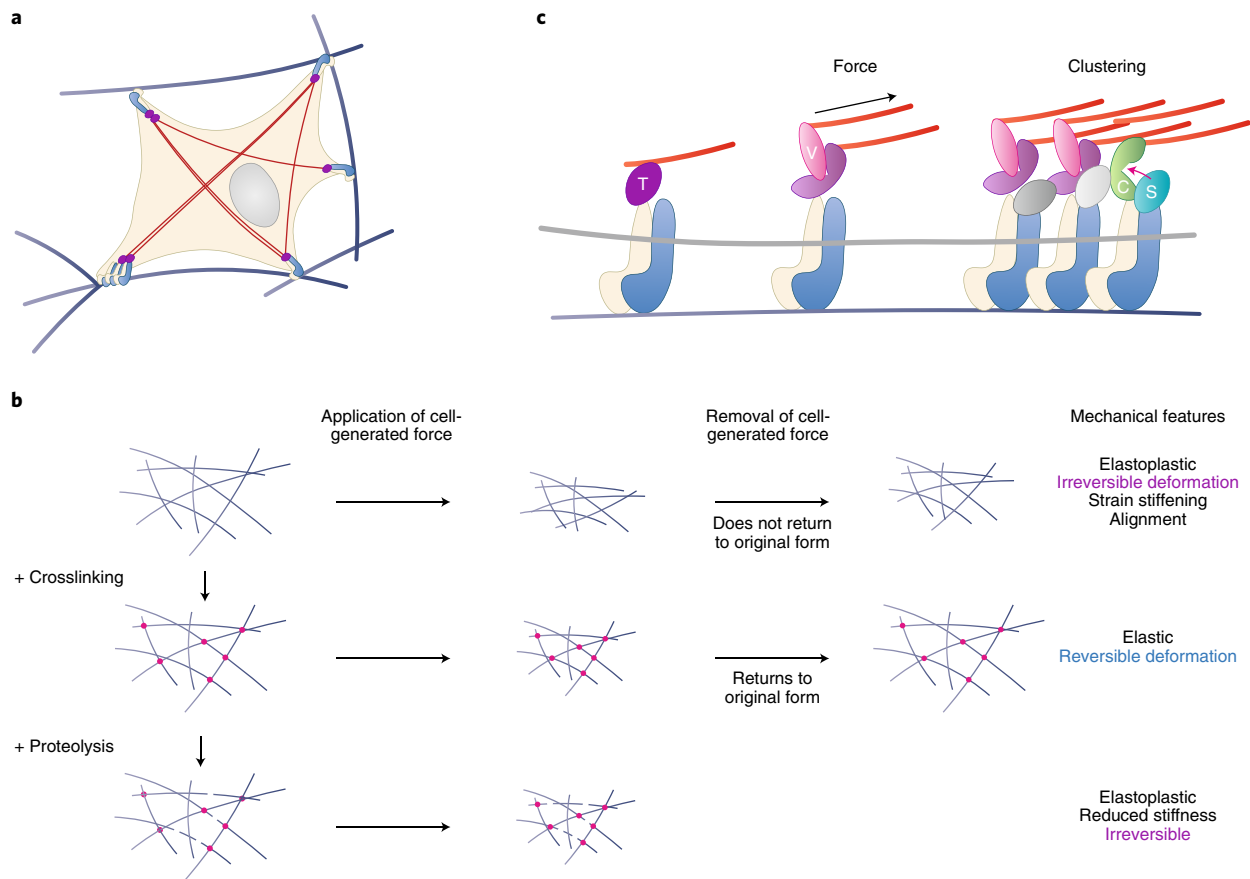 a
c
Force
Clustering
T
V
C
S
b
Application of cell-
generated force
Removal of cell-
generated force
Mechanical features
Does not return
to original form
Elastoplastic
Irreversible deformation
Strain stiffening
Alignment
+ Crosslinking
Returns to
original form
Elastic
Reversible deformation
+ Proteolysis
Elastoplastic
Reduced stiffness
Irreversible